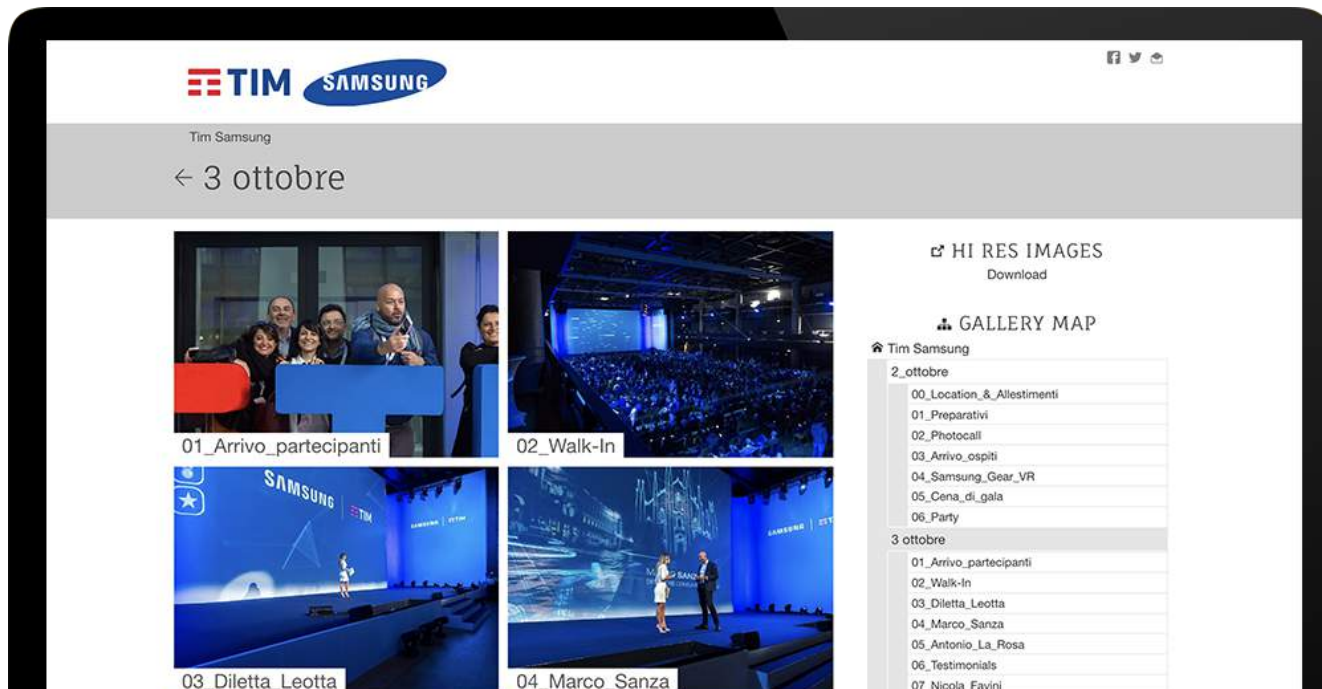 TIM SAMSUNG
Tim Samsung
← 3 ottobre
01_Arrivo_partecipanti
02_Walk-In
SAMSUNG TIM
SAMSUNG TIM
03_Diletta_Leotta
SAMSUNG
04_Marco_Sanza
HI RES IMAGES
Download
GALLERY MAP
Tim Samsung
2_ottobre
00_Location_&_Allestimenti
01_Preparativi
02_Photocall
03_Arrivo_ospiti
04_Samsung_Gear_VR
05_Cena_di_gala
06_Party
3 ottobre
01_Arrivo_partecipanti
02_Walk-In
03_Diletta_Leotta
04_Marco_Sanza
05_Antonio_La_Rosa
06_Testimonials
07_Nicola_Favini